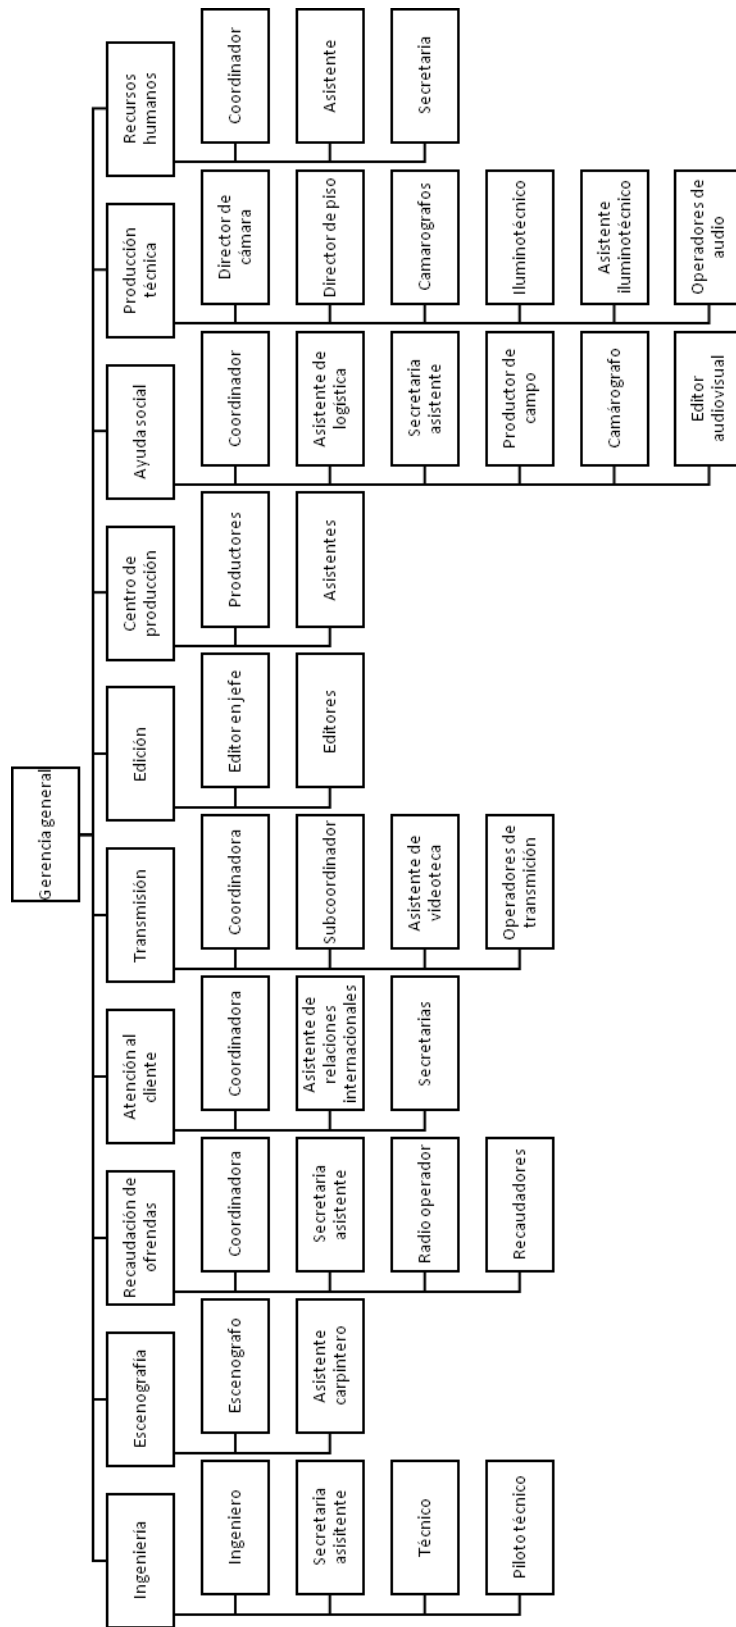 Gerencia general
Ingeniería
Ingeniero
Secretaria
asisitente
Técnico
Piloto técnico
Escenografía
Escenografo
Asistente
carpintero
Recaudación de
ofrendas
Coordinadora
Secretaria
asistente
Radio operador
Recaudadores
Atención al
cliente
Coordinadora
Asistente de
relaciones
internacionales
Secretarias
Transmisión
Coordinadora
Subcoordinador
Asistente de
videoteca
Operadores de
transmición
Edición
Editor en jefe
Editores
Centro de
producción
Productores
Asistentes
Ayuda social
Coordinador
Asistente de
logística
Secretaria
asistente
Productor de
campo
Camárografo
Editor
audiovisual
Producción
técnica
Director de
cámara
Director de piso
Camarografos
Iluminotécnico
Asistente
iluminotécnico
Operadores de
audio
Recursos
humanos
Coordinador
Asistente
Secretaria